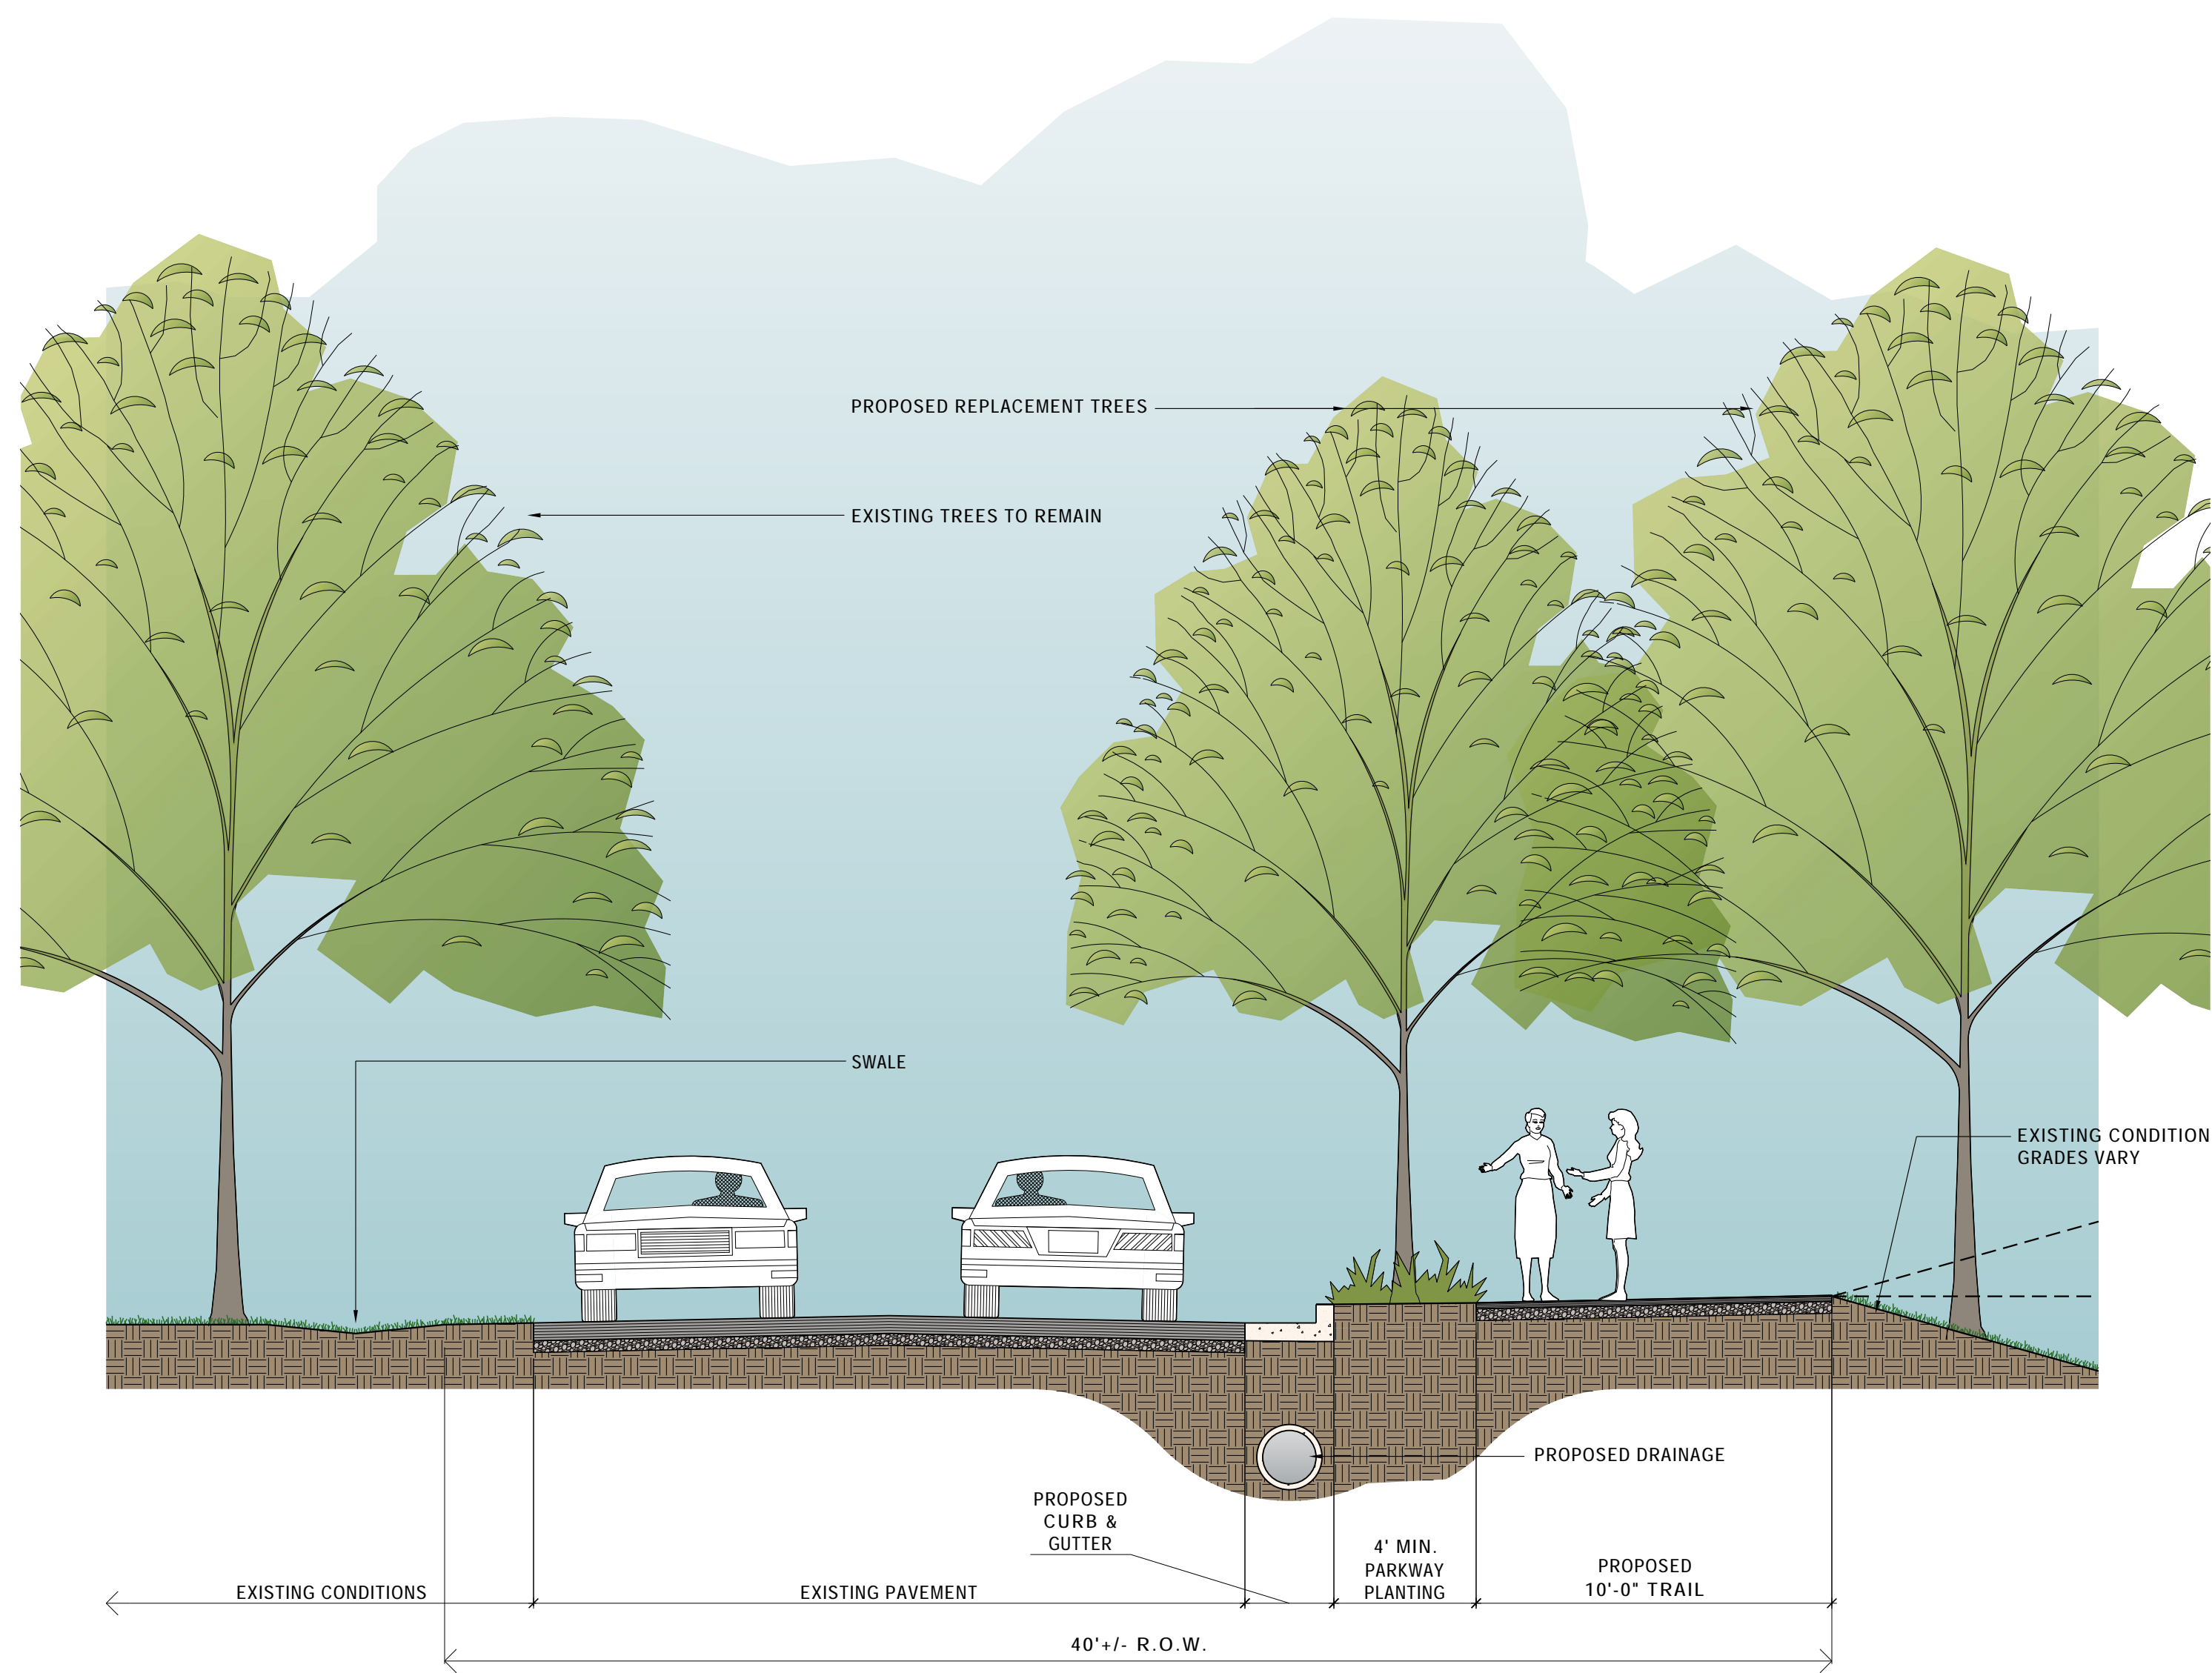 PROPOSED REPLACEMENT TREES
EXISTING TREES TO REMAIN
SWALE
EXISTING CONDITION
GRADES VARY
PROPOSED DRAINAGE
PROPOSED
CURB &
GUTTER
4' MIN.
PARKWAY
PLANTING
PROPOSED
10'-0" TRAIL
EXISTING CONDITIONS
EXISTING PAVEMENT
40'+/- R.O.W.